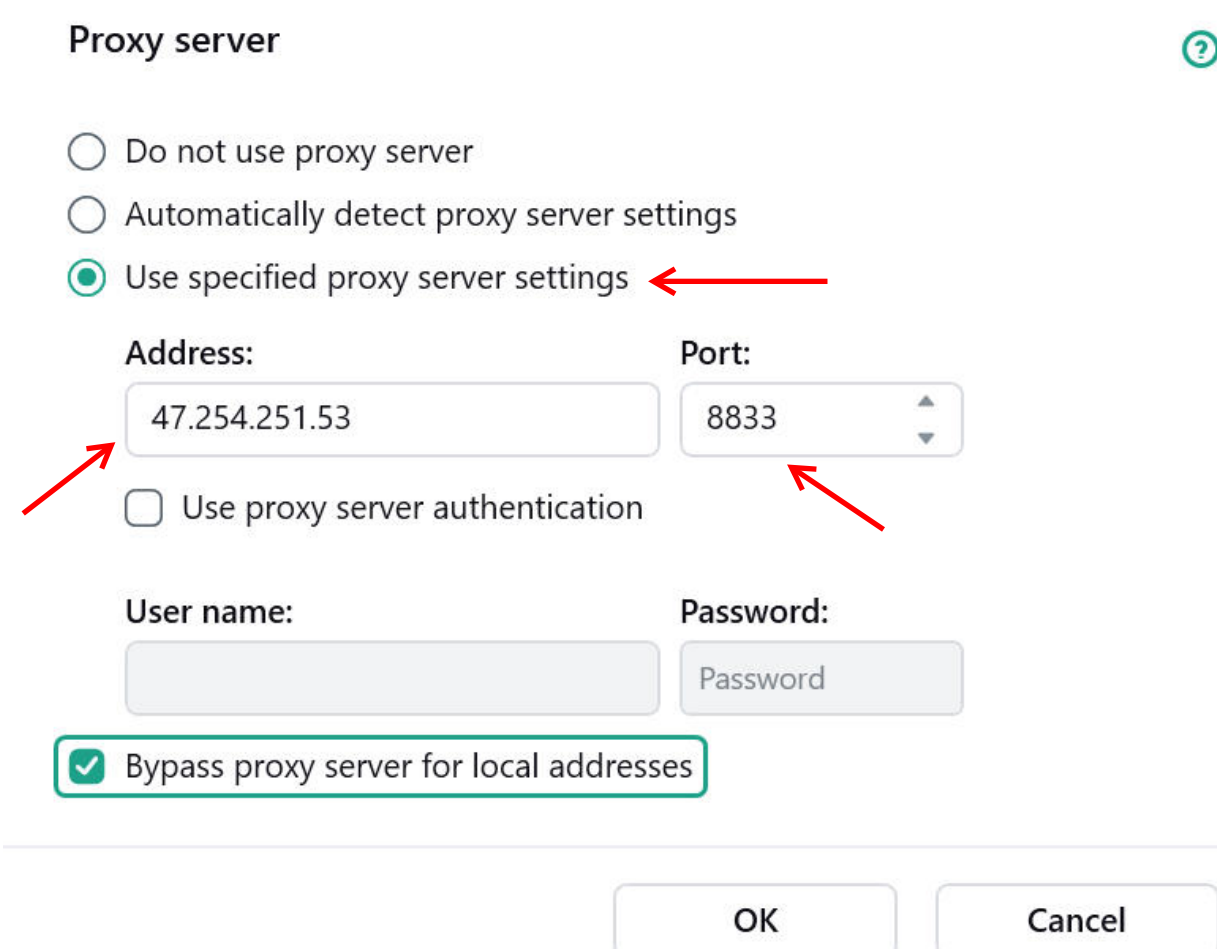 Proxy server
?
Do not use proxy server
Automatically detect proxy server settings
Use specified proxy server settings
Address: Port:
47.254.251.53 8833
Use proxy server authentication
User name: Password:
Password
Bypass proxy server for local addresses
OK Cancel